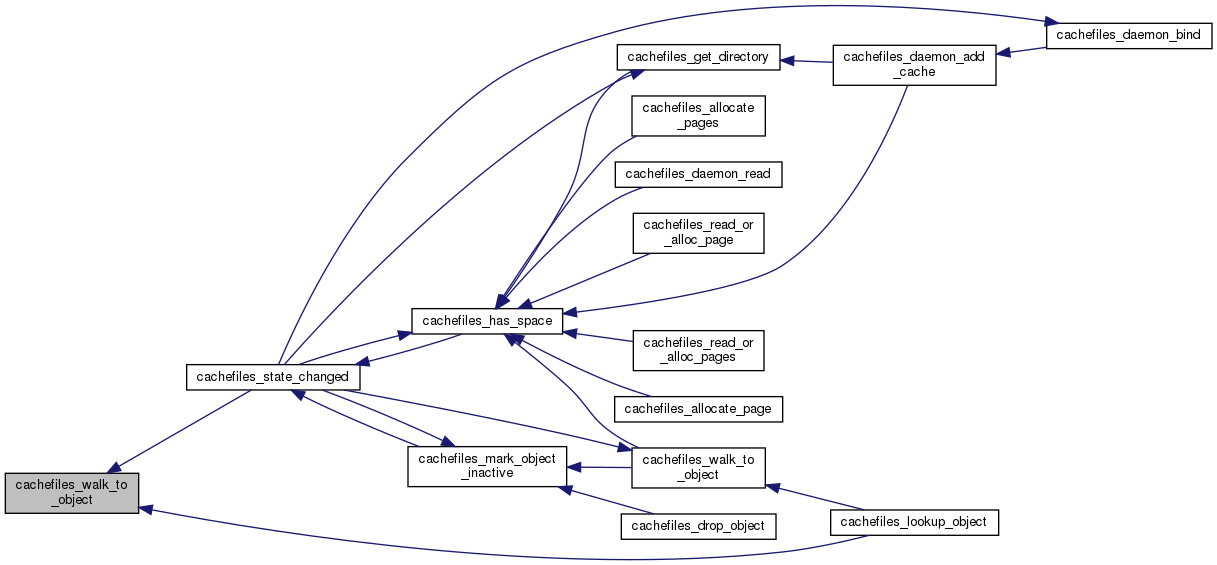 cachefiles_daemon_bind
cachefiles_get_directory
cachefiles_daemon_add
_cache
cachefiles_allocate
_pages
cachefiles_daemon_read
cachefiles_read_or
_alloc_page
cachefiles_has_space
cachefiles_read_or
_alloc_pages
cachefiles_state_changed
cachefiles_allocate_page
cachefiles_mark_object
_inactive
cachefiles_walk_to
_object
cachefiles_walk_to
_object
cachefiles_drop_object
cachefiles_lookup_object